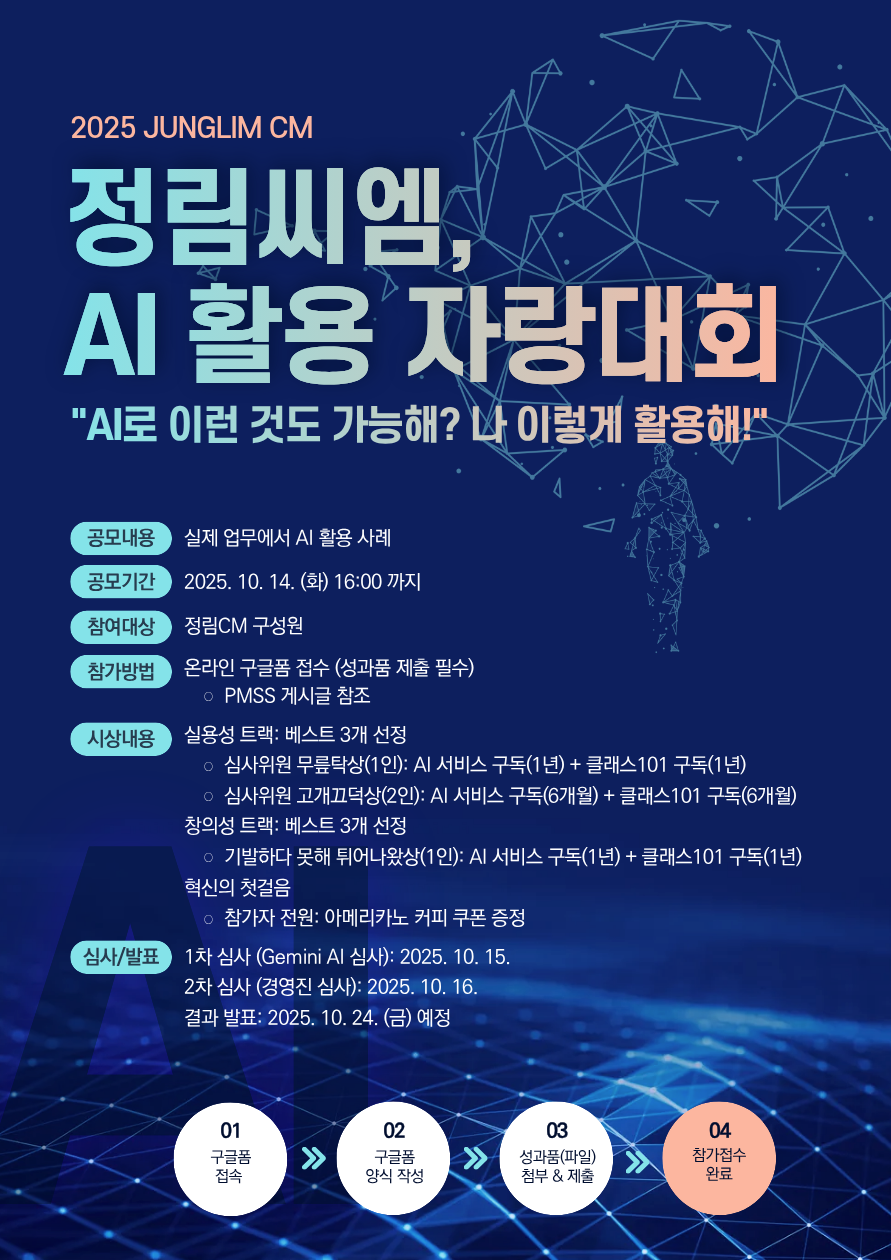 2025 JUNGLIM CM
정림씨엠,
AI 활용 자랑대회
"AI로 이런 것도 가능해? 나 이렇게 활용해!"
공모내용 실제 업무에서 AI 활용 사례
공모기간 2025. 10. 14. (화) 16:00 까지
참여대상 정림CM 구성원
참가방법 온라인 구글폼 접수 (성과품 제출 필수)
○ PMSS 게시글 참조
시상내용 실용성 트랙: 베스트 3개 선정
○ 심사위원 무릎탁상(1인): AI 서비스 구독(1년) + 클래스101 구독(1년)
○ 심사위원 고개끄덕상(2인): AI 서비스 구독(6개월) + 클래스101 구독(6개월)
창의성 트랙: 베스트 3개 선정
○ 기발하다 못해 튀어나왔상(1인): AI 서비스 구독(1년) + 클래스101 구독(1년)
혁신의 첫걸음
○ 참가자 전원: 아메리카노 커피 쿠폰 증정
심사/발표 1차 심사 (Gemini AI 심사): 2025. 10. 15.
2차 심사 (경영진 심사): 2025. 10. 16.
결과 발표: 2025. 10. 24. (금) 예정
AI
01
구글폼
접속
02
구글폼
양식 작성
03
성과품(파일)
첨부 & 제출
04
참가접수
완료